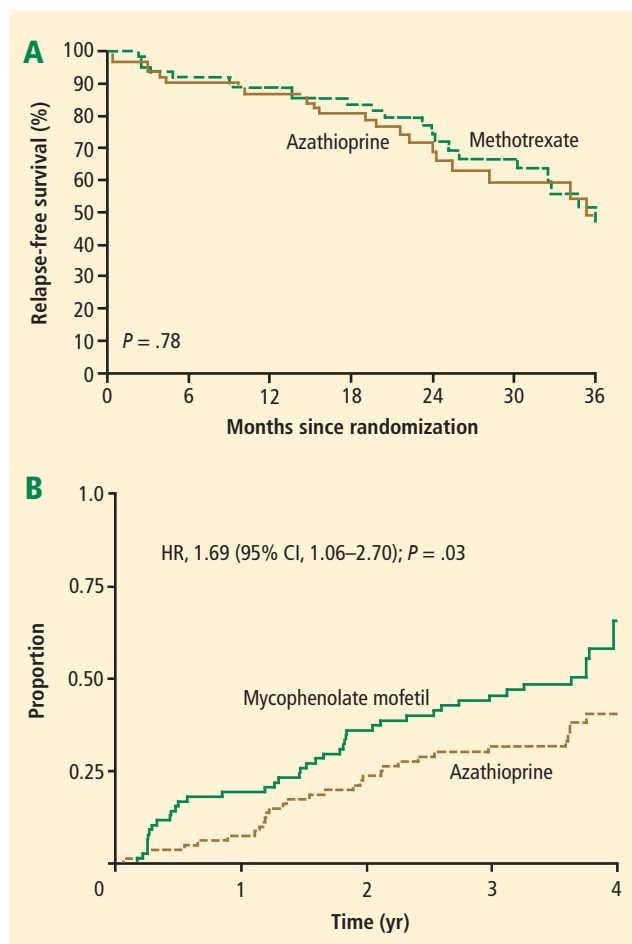 A
Relapse-free survival (%)
100
90
80
70
60
50
40
30
20
10
0
Azathioprine
Methotrexate
P = .78
0 6 12 18 24 30 36
Months since randomization
B
Proportion
1.0
0.75
0.50
0.25
HR, 1.69 (95% CI, 1.06–2.70); P = .03
Mycophenolate mofetil
Azathioprine
0 1 2 3 4
Time (yr)